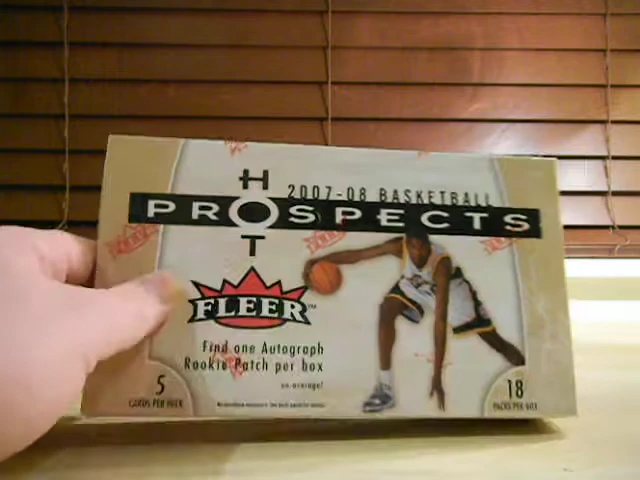 2007-08 BASKETBALL
HOT
PROSPECTS
FLEER™
Find one Autograph
Rookie Patch per box
on average!
5
CARDS PER PACK
18
PACKS PER BOX